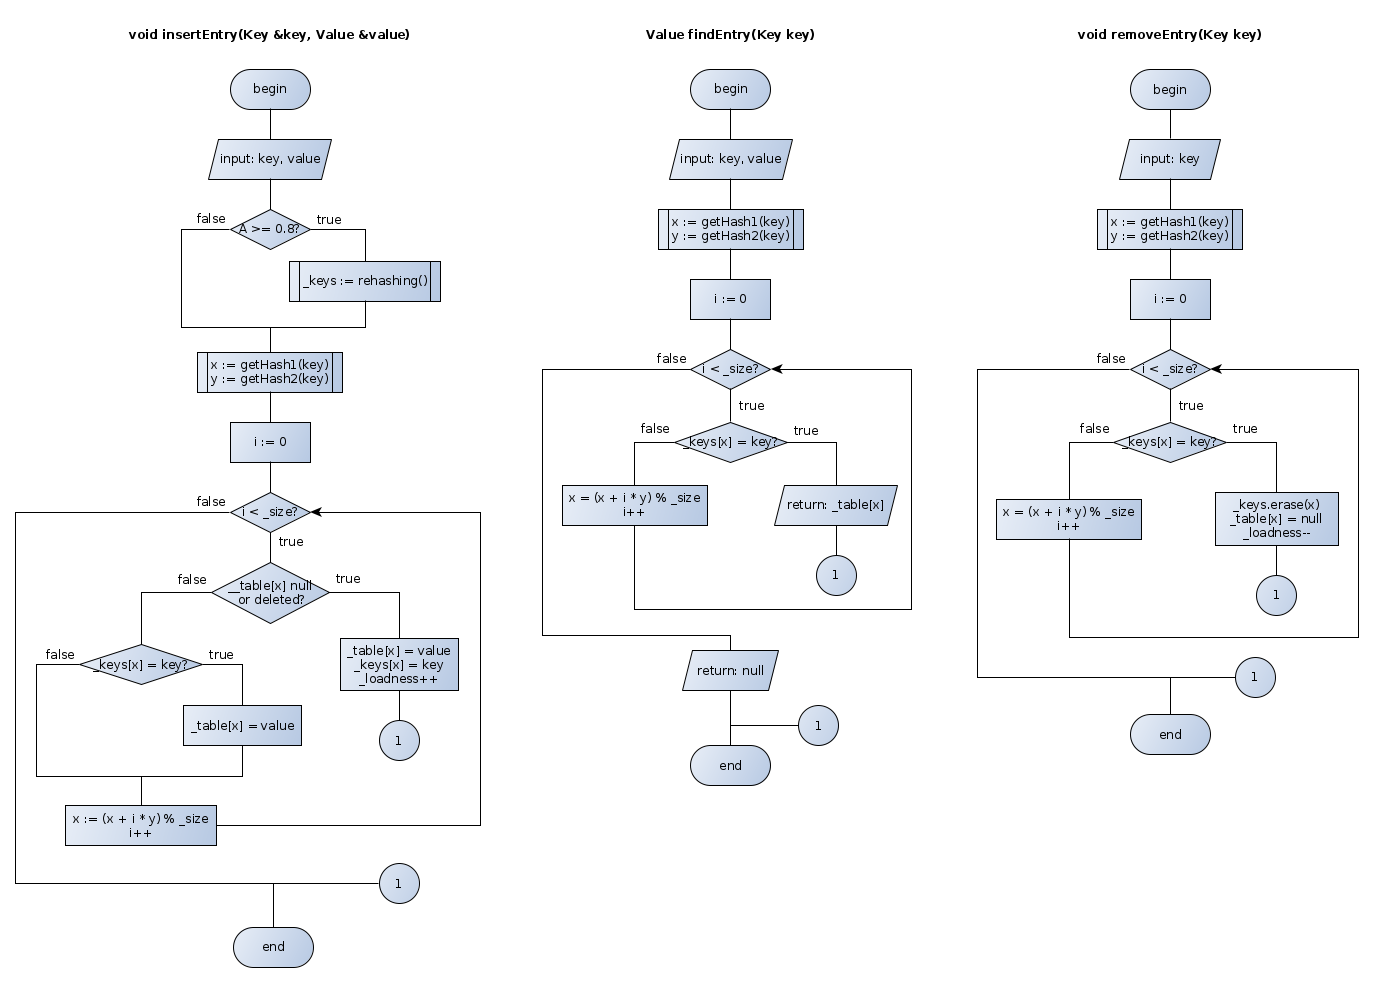 void insertEntry(Key &key, Value &value)
begin
input: key, value
false
true
A >= 0.8?
_keys := rehashing()
x := getHash1(key)
y := getHash2(key)
i := 0
false
i < _size?
true
false
true
__table[x] null
or deleted?
_table[x] = value
_keys[x] = key
_loadness++
false
true
_keys[x] = key?
_table[x] = value
1
x := (x + i * y) % _size
i++
1
end
Value findEntry(Key key)
begin
input: key, value
x := getHash1(key)
y := getHash2(key)
i := 0
false
i < _size?
true
false
true
_keys[x] = key?
x = (x + i * y) % _size
i++
return: _table[x]
1
return: null
1
end
void removeEntry(Key key)
begin
input: key
x := getHash1(key)
y := getHash2(key)
i := 0
false
i < _size?
true
false
true
_keys[x] = key?
x = (x + i * y) % _size
i++
_keys.erase(x)
_table[x] = null
_loadness--
1
1
end